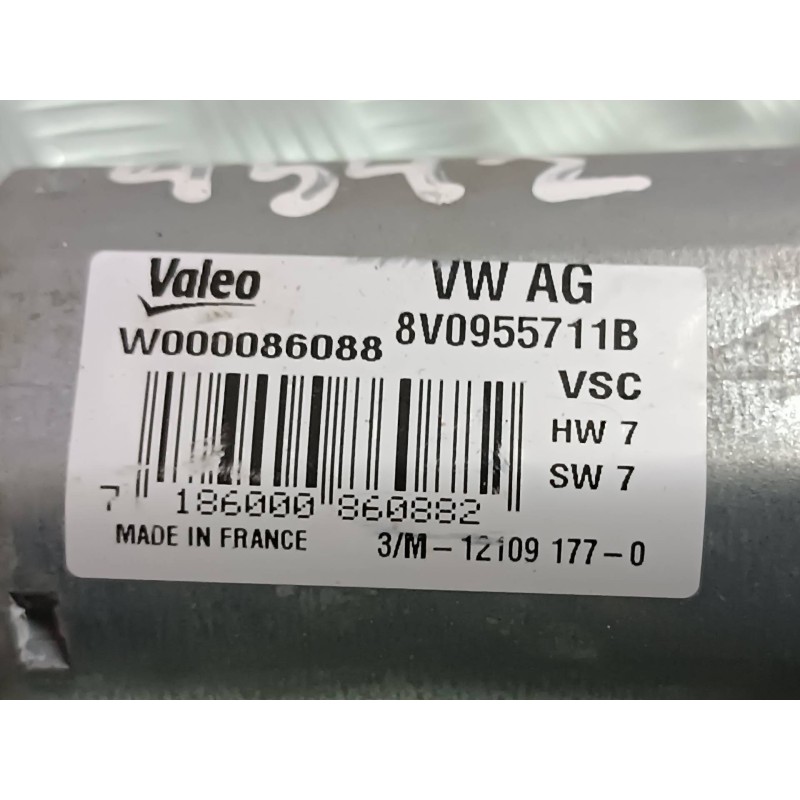 4842
Valeo
VW AG
W000086088
8V0955711B
VSC
HW 7
SW 7
7 186000 860882
MADE IN FRANCE
3/M-12109 177-0